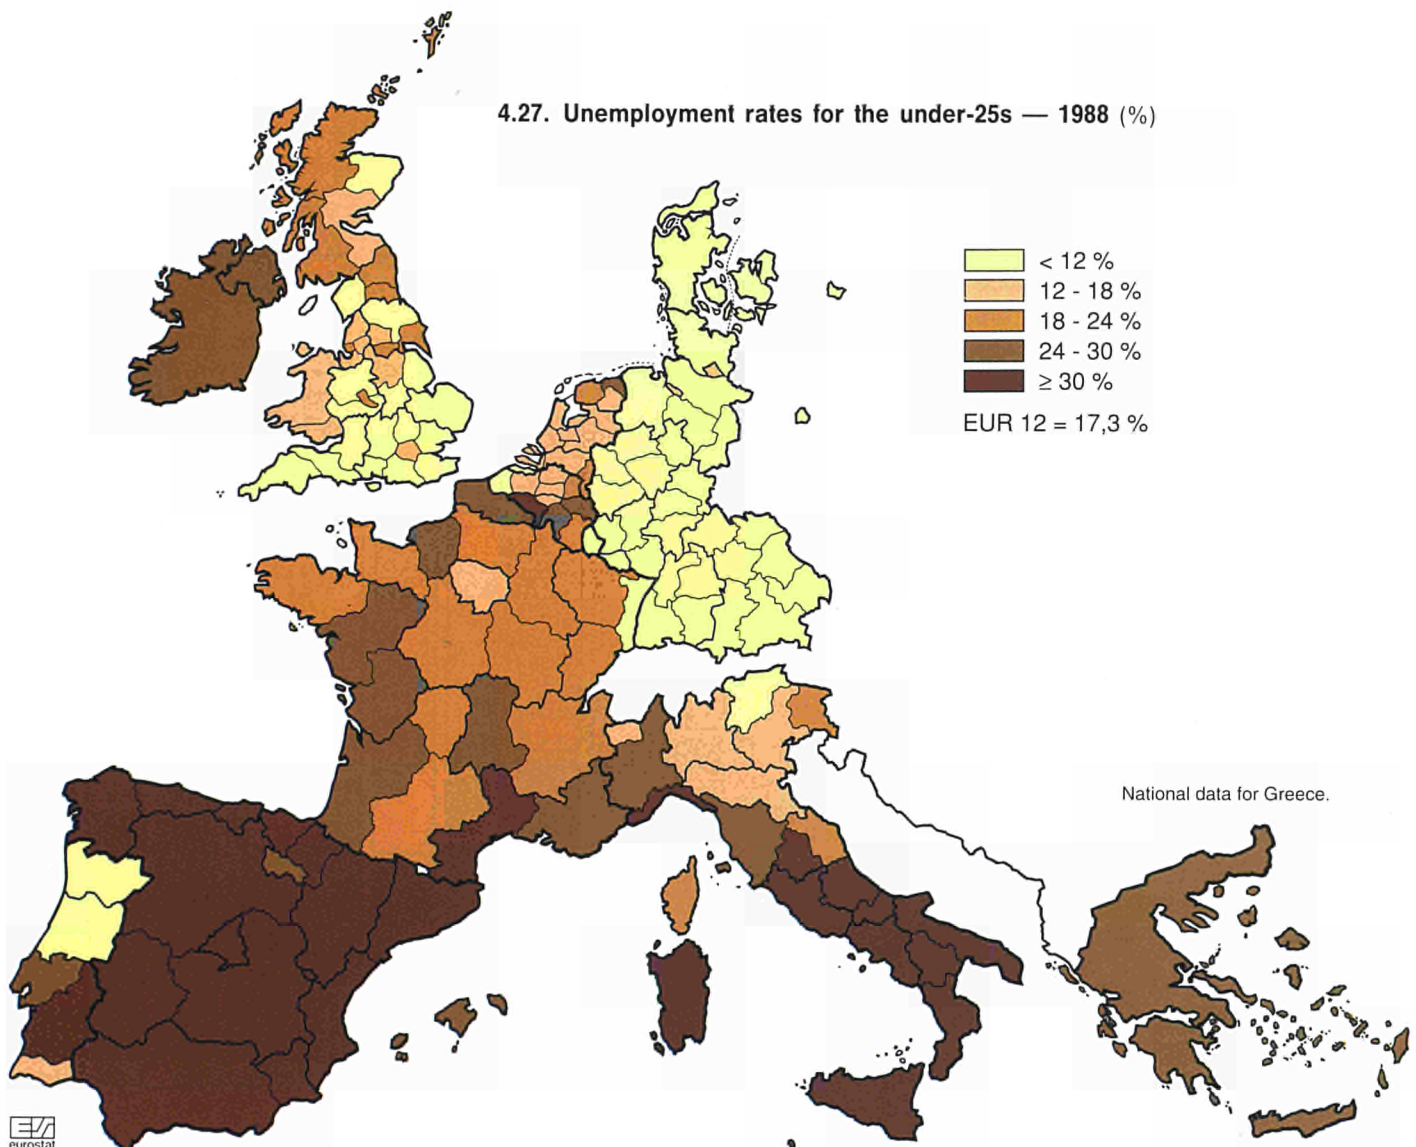 4.27. Unemployment rates for the under-25s — 1988 (%)
< 12 %
12 - 18 %
18 - 24 %
24 - 30 %
≥ 30 %
EUR 12 = 17,3 %
National data for Greece.
eurostat